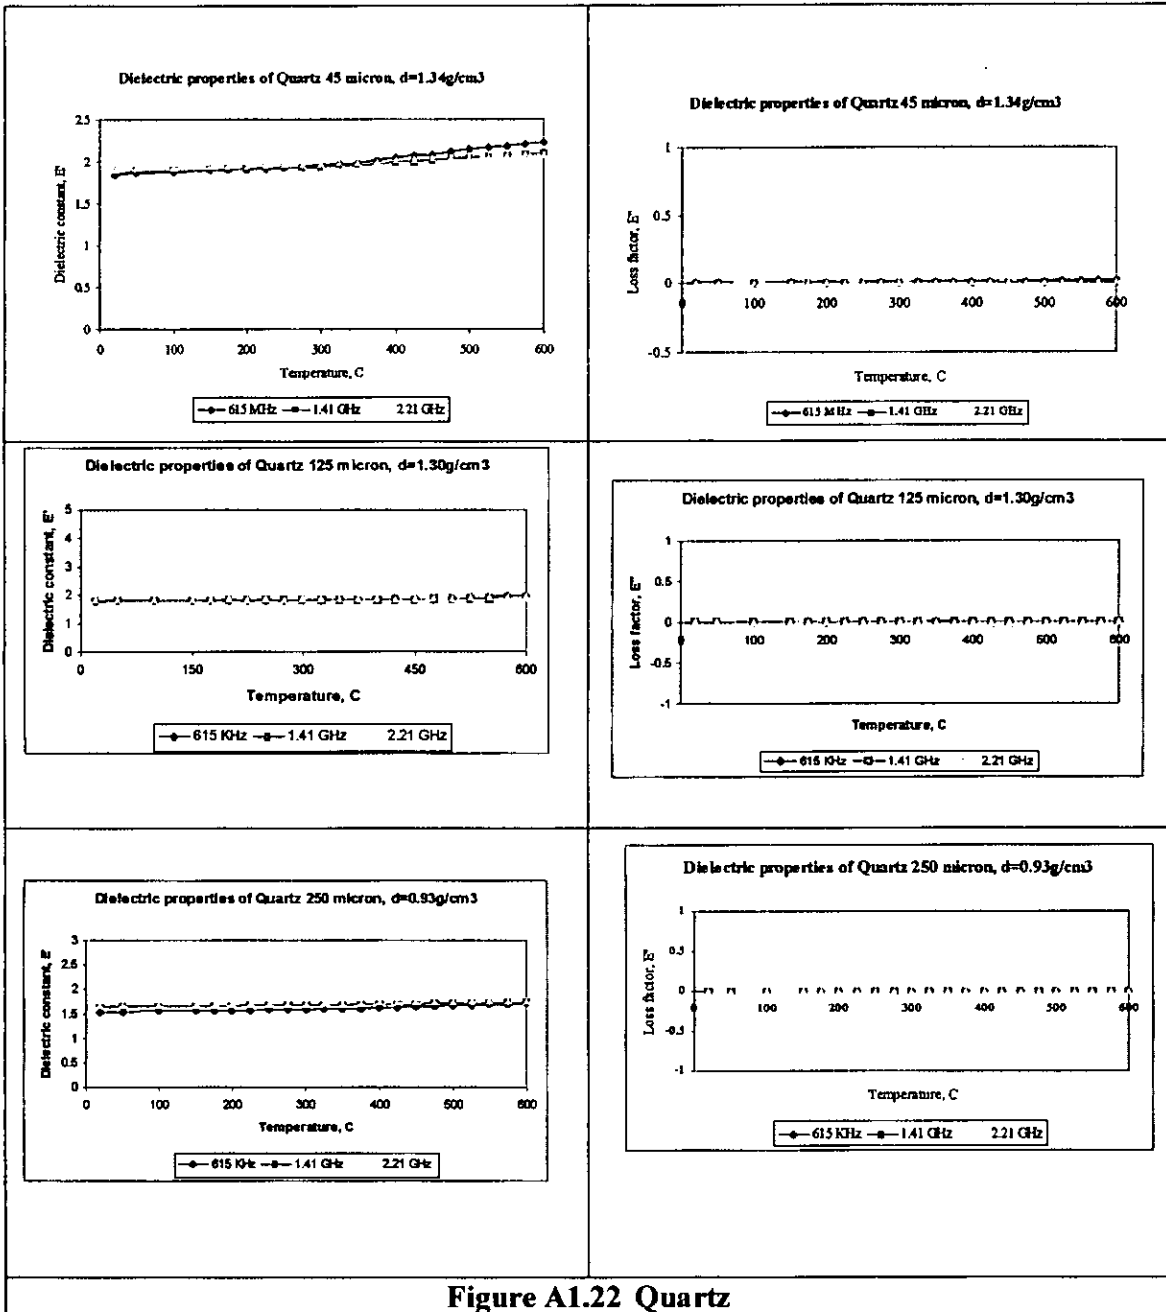 Dielectric properties of Quartz 45 micron, d=1.34g/cm3
2.5
2
1.5
1
0.5
0
Dielectric constant, E'
0 100 200 300 400 500 600
Temperature, C
615 MHz 1.41 GHz 2.21 GHz
Dielectric properties of Quartz 45 micron, d=1.34g/cm3
1
0.5
0
-0.5
Loss factor, E"
0 100 200 300 400 500 600
Temperature, C
615 MHz 1.41 GHz 2.21 GHz
Dielectric properties of Quartz 125 micron, d=1.30g/cm3
5
4
3
2
1
0
Dielectric constant, E'
0 150 300 450 600
Temperature, C
615 KHz 1.41 GHz 2.21 GHz
Dielectric properties of Quartz 125 micron, d=1.30g/cm3
1
0.5
0
-0.5
-1
Loss factor, E"
0 100 200 300 400 500 600
Temperature, C
615 KHz 1.41 GHz 2.21 GHz
Dielectric properties of Quartz 250 micron, d=0.93g/cm3
3
2.5
2
1.5
1
0.5
0
Dielectric constant, E'
0 100 200 300 400 500 600
Temperature, C
615 KHz 1.41 GHz 2.21 GHz
Dielectric properties of Quartz 250 micron, d=0.93g/cm3
1
0.5
0
-0.5
-1
Loss factor, E"
0 100 200 300 400 500 600
Temperature, C
615 KHz 1.41 GHz 2.21 GHz
Figure A1.22 Quartz